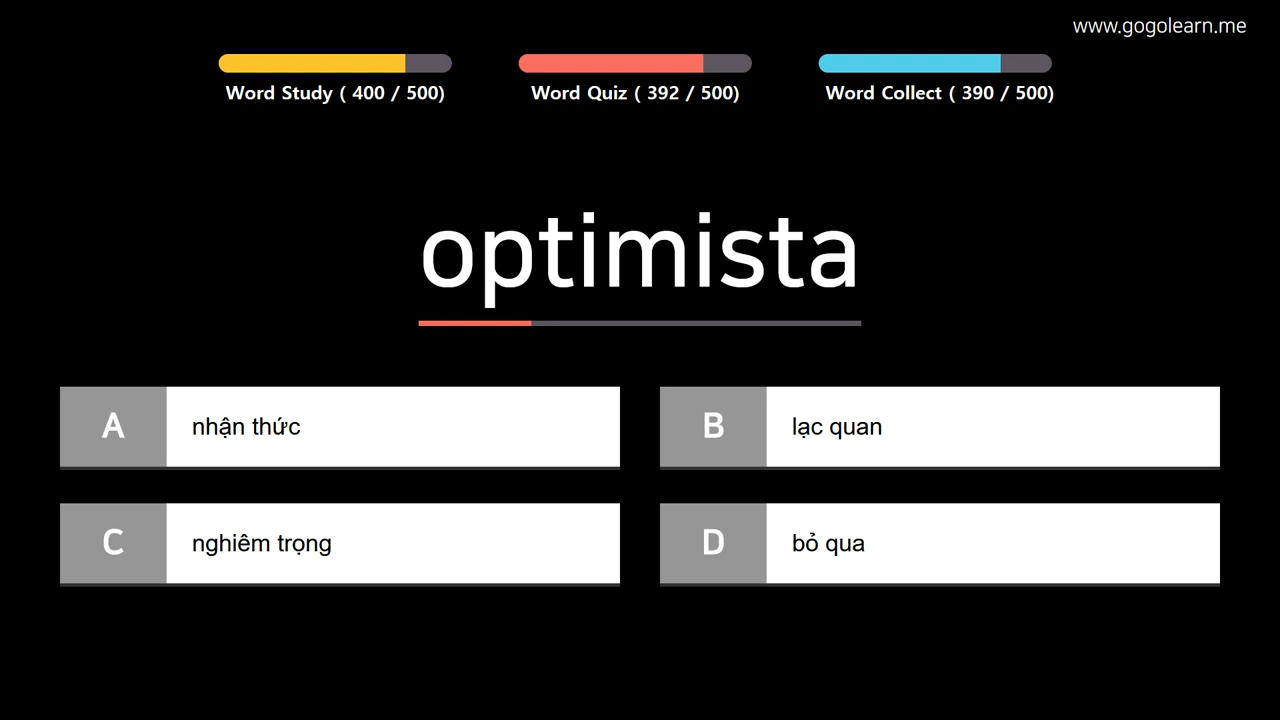 www.gogolearn.me
Word Study ( 400 / 500)
Word Quiz ( 392 / 500)
Word Collect ( 390 / 500)
optimista
A nhận thức
B lạc quan
C nghiêm trọng
D bỏ qua